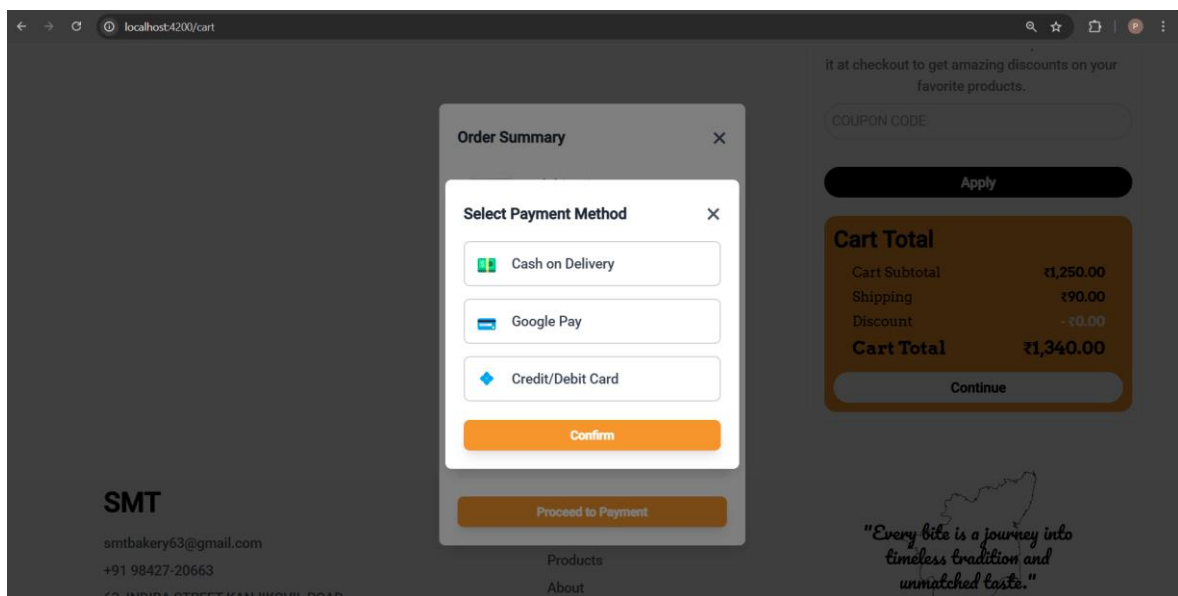 localhost:4200/cart
P
it at checkout to get amazing discounts on your
favorite products.
COUPON CODE
Apply
Order Summary
Select Payment Method
Cash on Delivery
Google Pay
Credit/Debit Card
Confirm
Proceed to Payment
Cart Total
Cart Subtotal ₹1,250.00
Shipping ₹90.00
Discount - ₹0.00
Cart Total ₹1,340.00
Continue
SMT
smtbakery63@gmail.com
+91 98427-20663
Products
About
"Every bite is a journey into
timeless tradition and
unmatched taste."